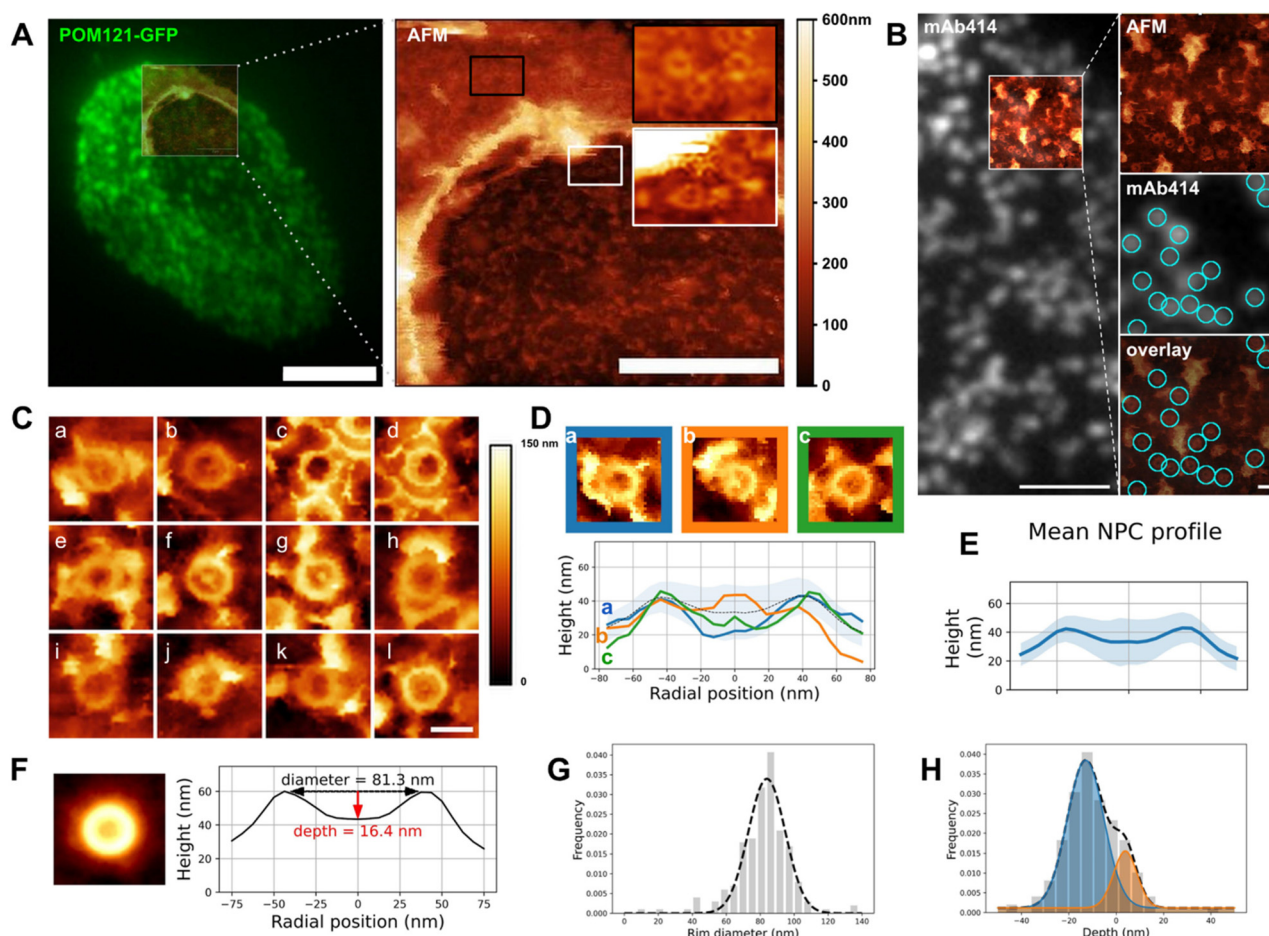 A
POM121-GFP
AFM
600nm
500
400
300
200
100
0
B
mAb414
AFM
mAb414
overlay
C
a
b
c
d
e
f
g
h
i
j
k
l
150 nm
0
D
a
b
c
Height (nm)
60
40
20
0
a
b
c
−80
−60
−40
−20
0
20
40
60
80
Radial position (nm)
E
Mean NPC profile
Height (nm)
60
40
20
0
F
Height (nm)
60
40
20
0
diameter = 81.3 nm
depth = 16.4 nm
−75
−50
−25
0
25
50
75
Radial position (nm)
G
Frequency
0.040
0.035
0.030
0.025
0.020
0.015
0.010
0.005
0.000
0
20
40
60
80
100
120
140
Rim diameter (nm)
H
Frequency
0.040
0.035
0.030
0.025
0.020
0.015
0.010
0.005
0.000
−40
−20
0
20
40
Depth (nm)